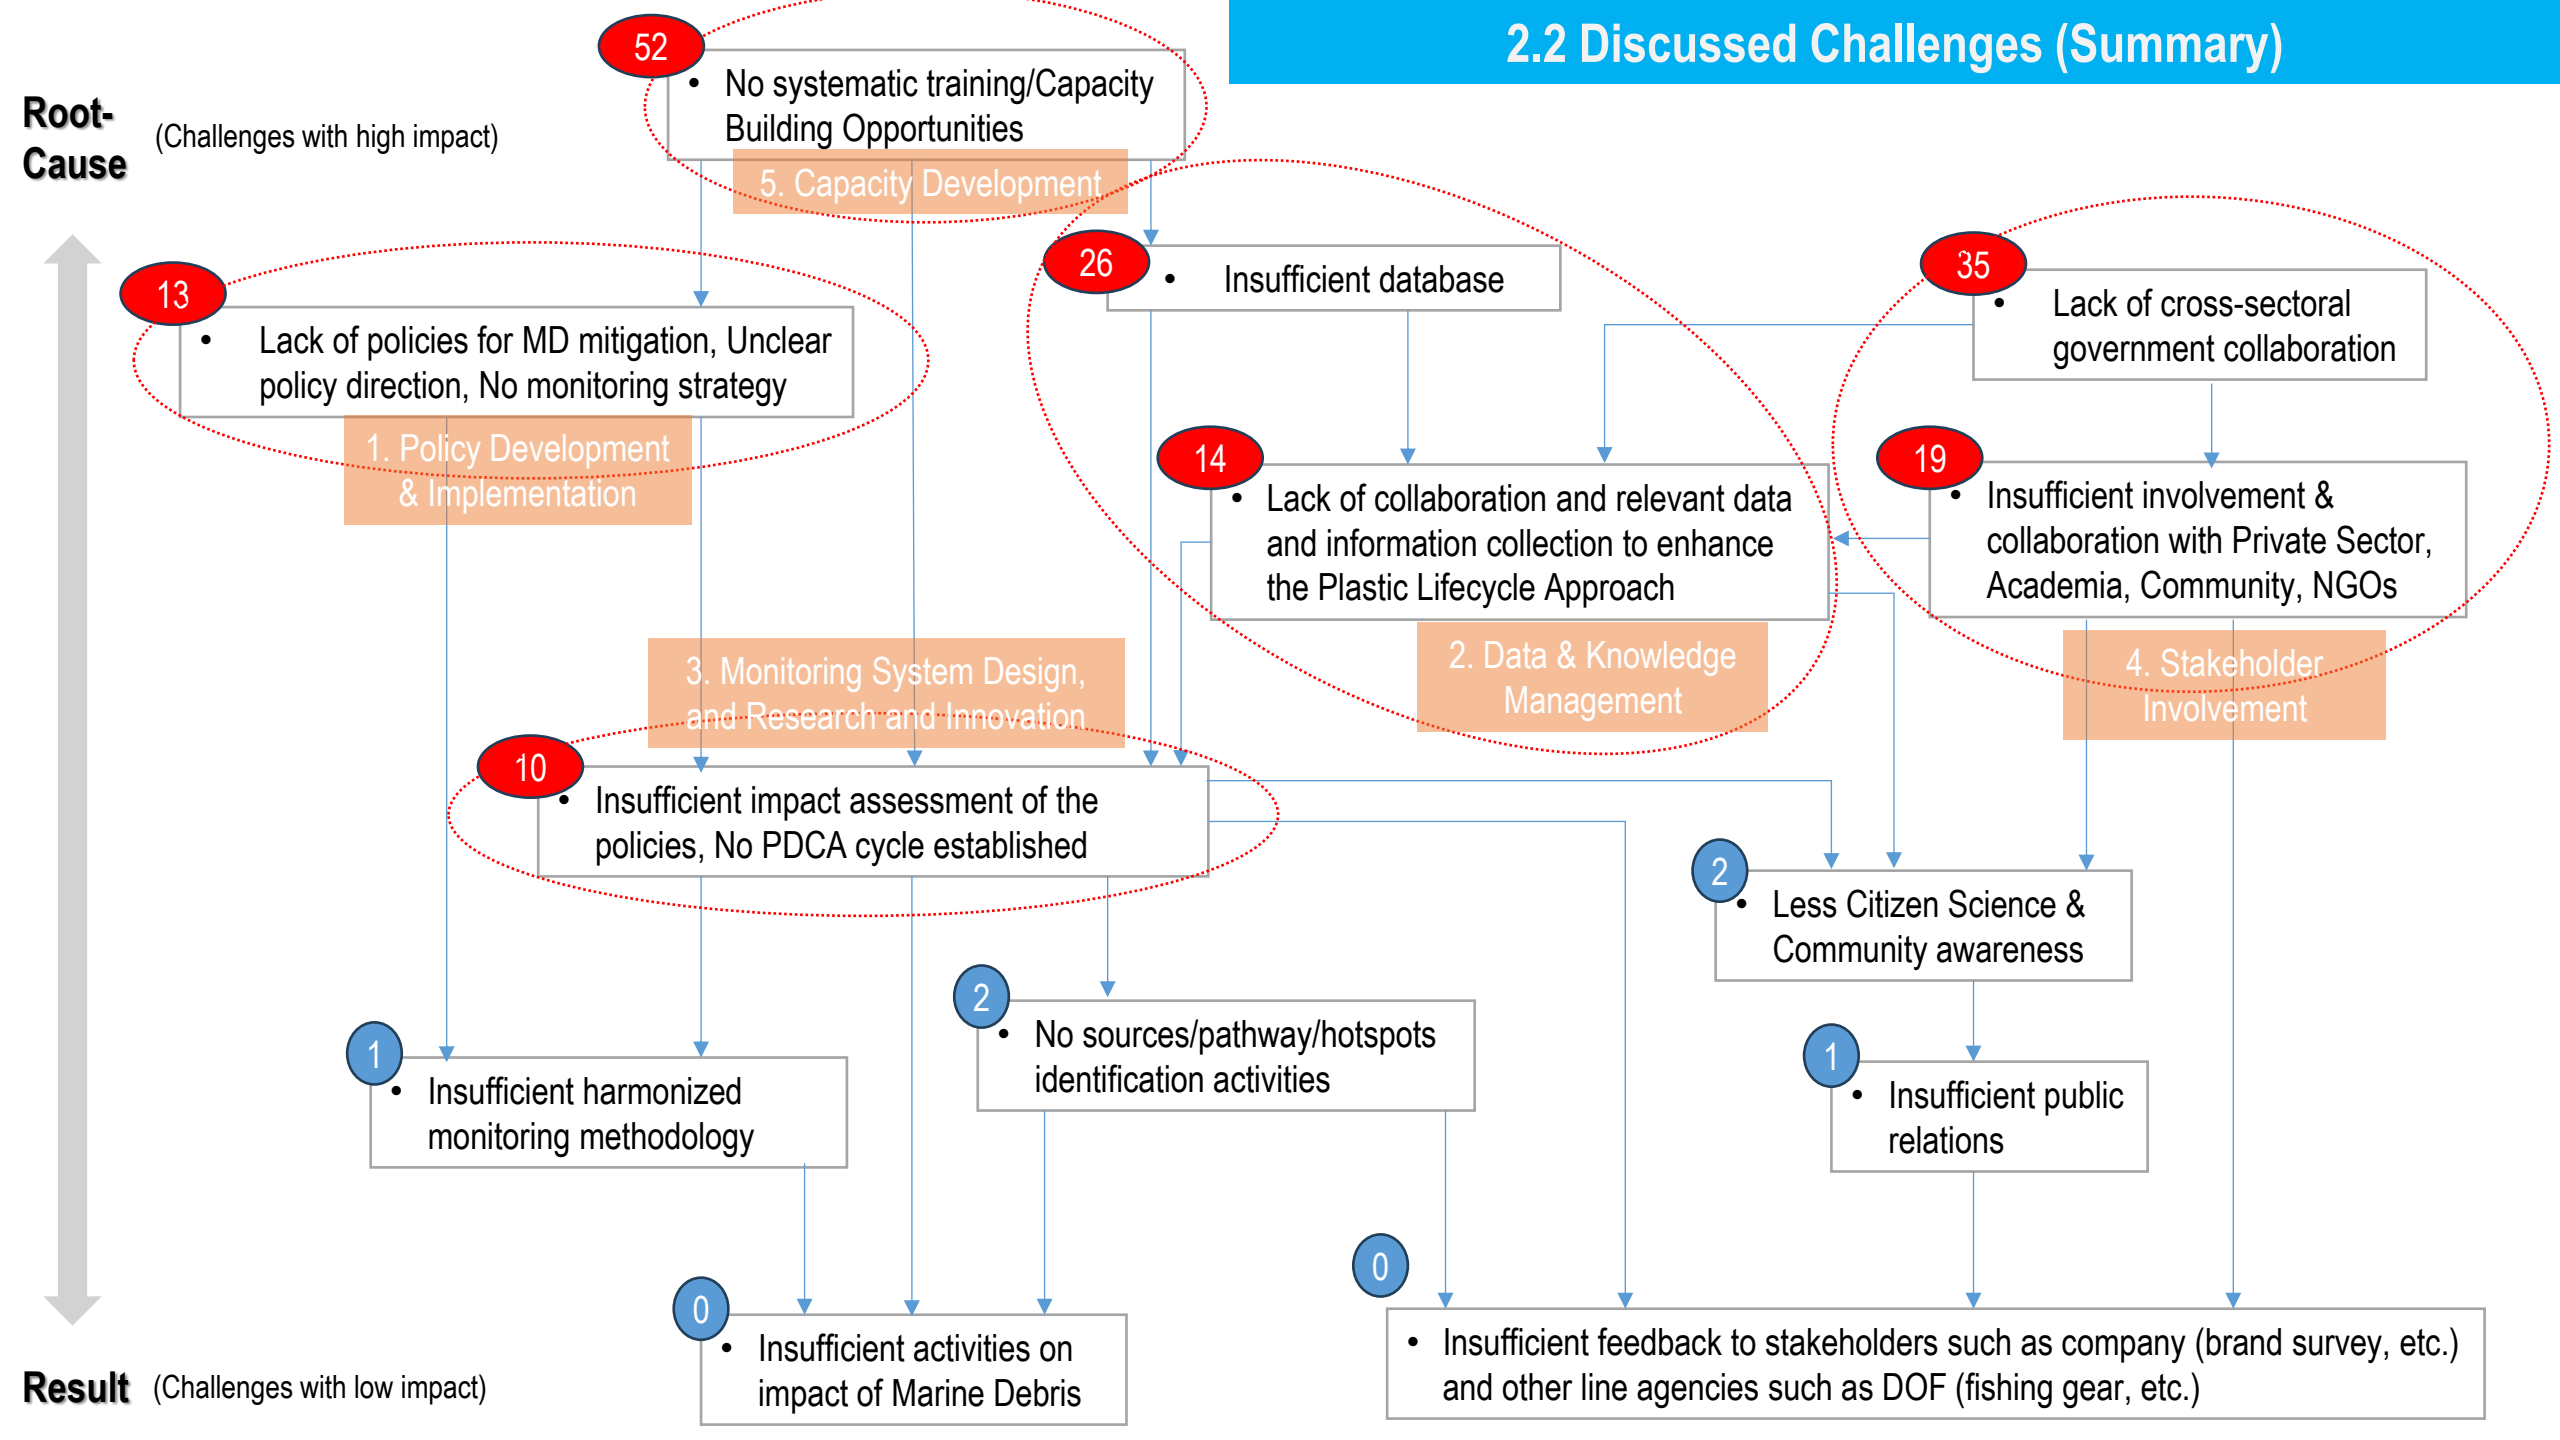 2.2 Discussed Challenges (Summary)
52
• No systematic training/Capacity
Building Opportunities
Root-
Cause
(Challenges with high impact)
5. Capacity Development
13
• Lack of policies for MD mitigation, Unclear
policy direction, No monitoring strategy
1. Policy Development
& Implementation
26
• Insufficient database
35
• Lack of cross-sectoral
government collaboration
14
• Lack of collaboration and relevant data
and information collection to enhance
the Plastic Lifecycle Approach
19
• Insufficient involvement &
collaboration with Private Sector,
Academia, Community, NGOs
3. Monitoring System Design,
and Research and Innovation
2. Data & Knowledge
Management
4. Stakeholder
Involvement
10
• Insufficient impact assessment of the
policies, No PDCA cycle established
2
• Less Citizen Science &
Community awareness
2
• No sources/pathway/hotspots
identification activities
1
• Insufficient harmonized
monitoring methodology
1
• Insufficient public
relations
0
• Insufficient activities on
impact of Marine Debris
0
• Insufficient feedback to stakeholders such as company (brand survey, etc.)
and other line agencies such as DOF (fishing gear, etc.)
Result
(Challenges with low impact)